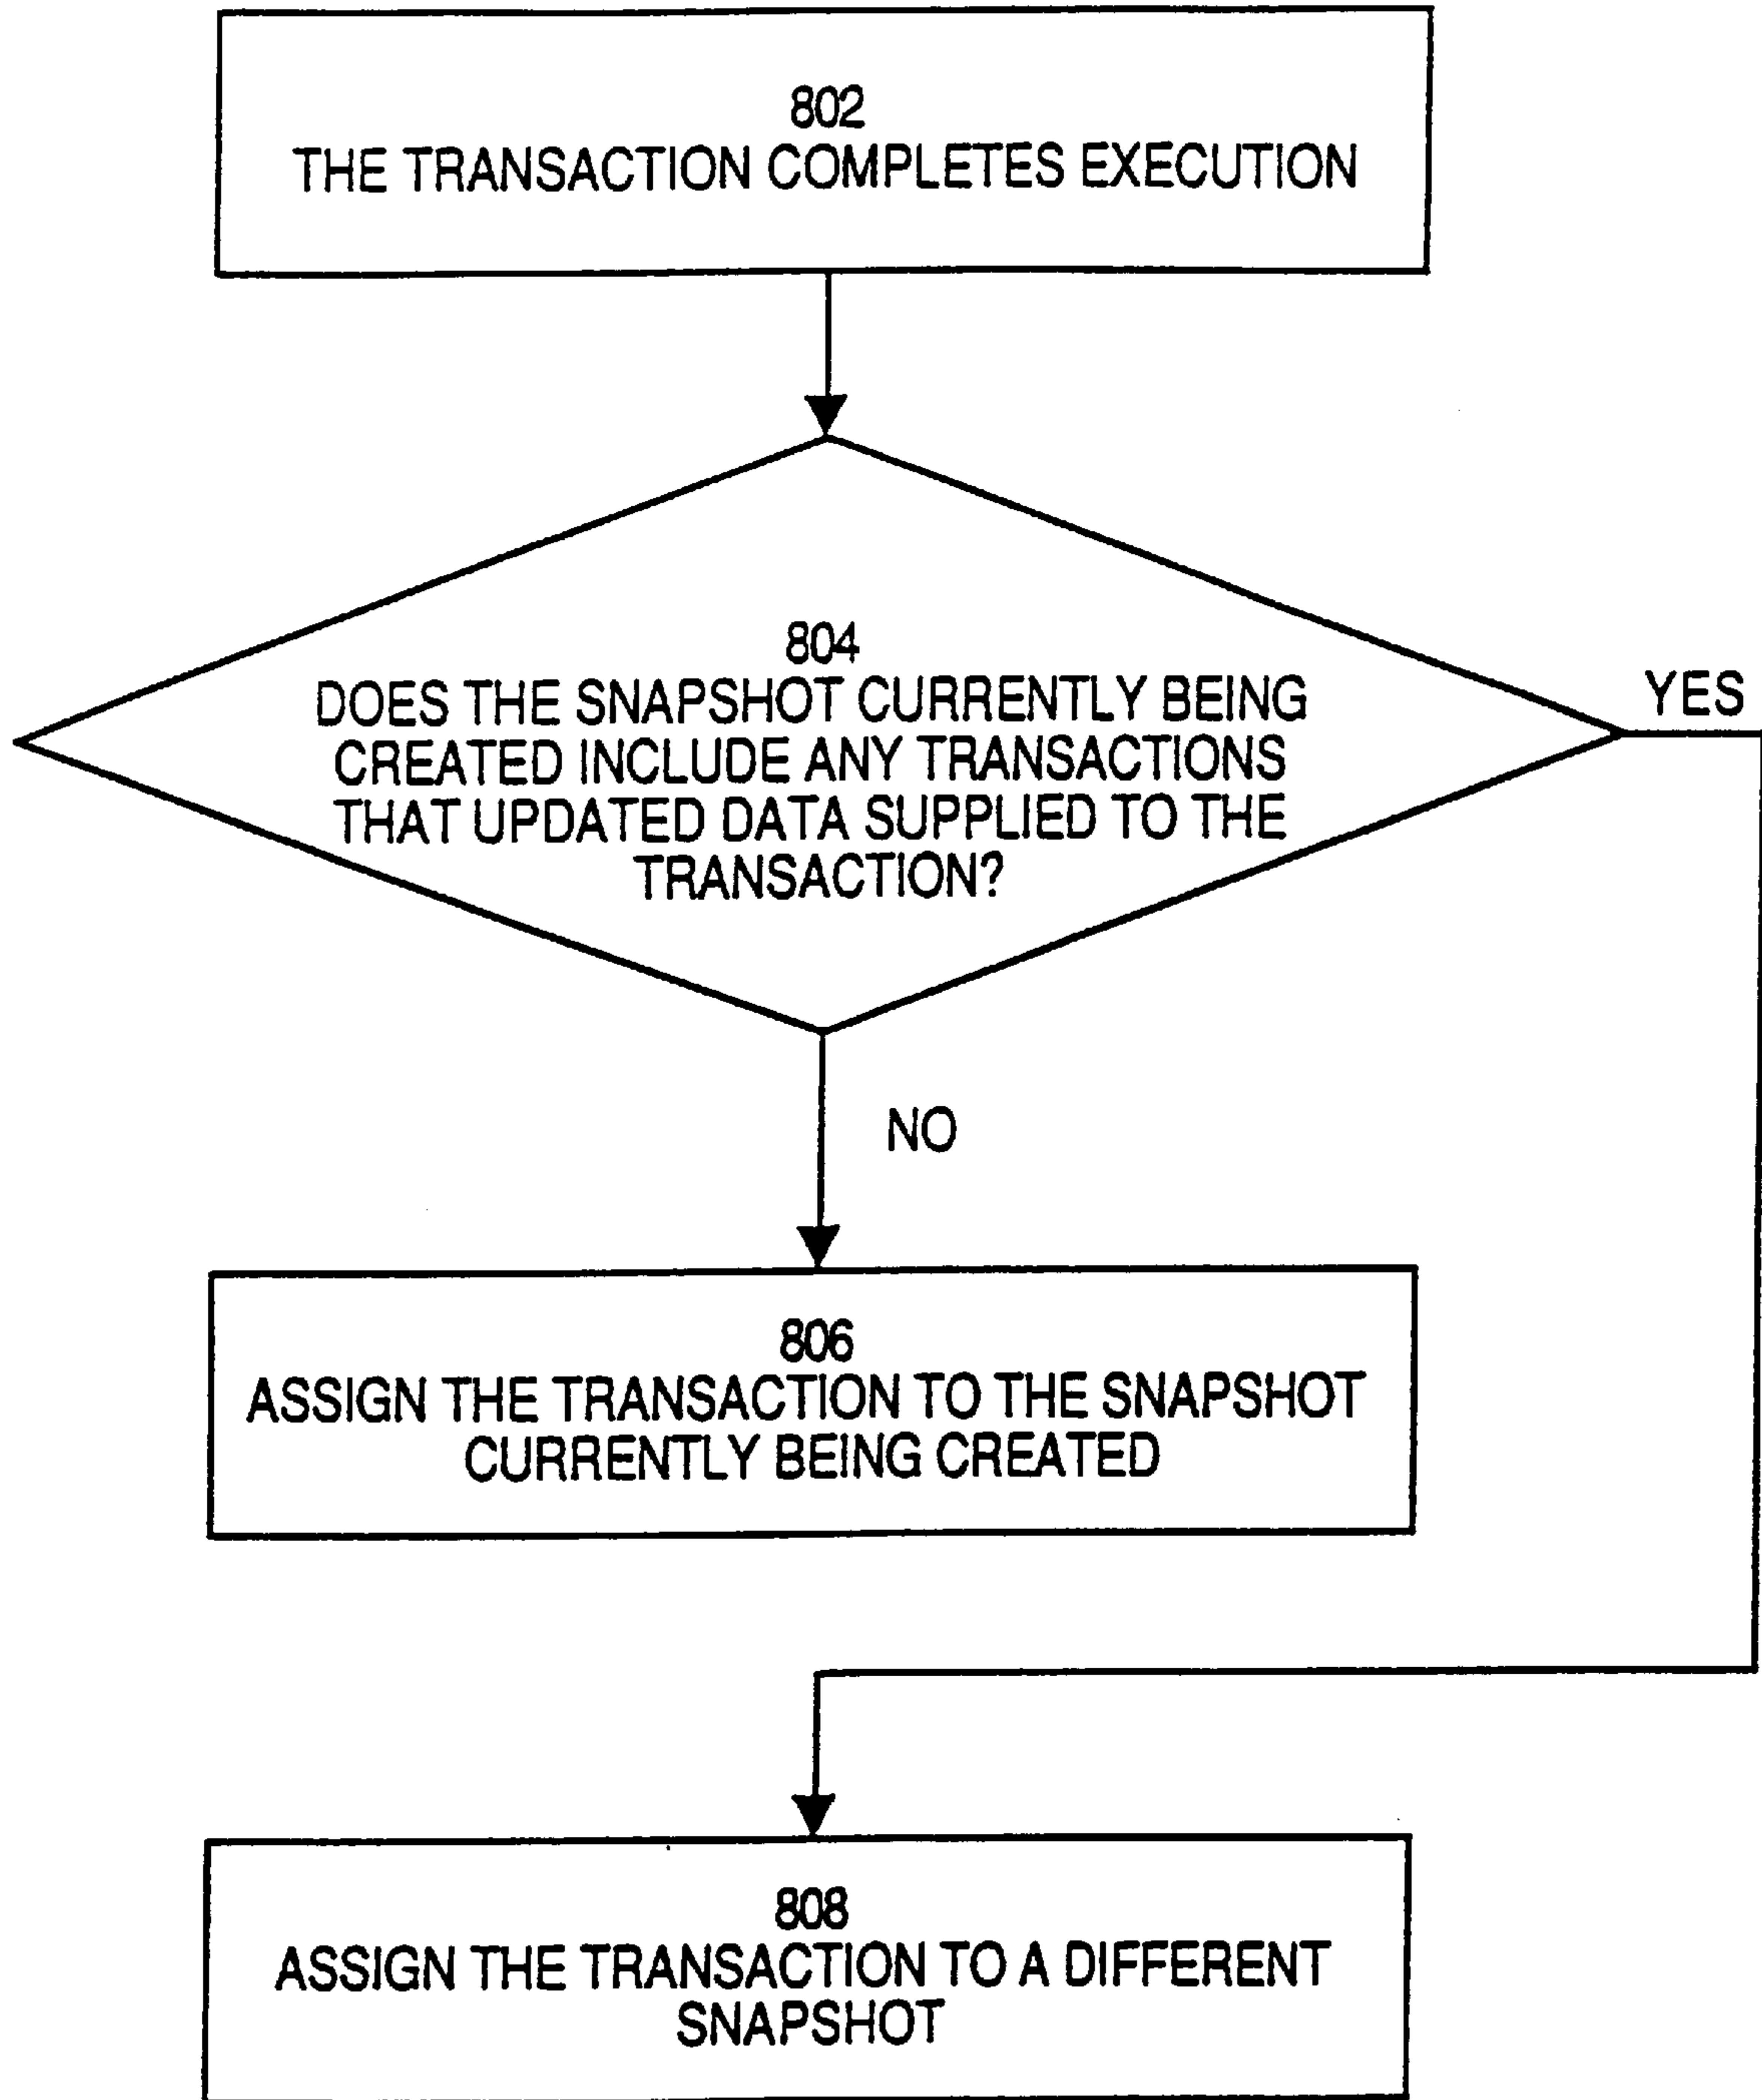 802
THE TRANSACTION COMPLETES EXECUTION
804
DOES THE SNAPSHOT CURRENTLY BEING
CREATED INCLUDE ANY TRANSACTIONS
THAT UPDATED DATA SUPPLIED TO THE
TRANSACTION?
YES
NO
806
ASSIGN THE TRANSACTION TO THE SNAPSHOT
CURRENTLY BEING CREATED
808
ASSIGN THE TRANSACTION TO A DIFFERENT
SNAPSHOT